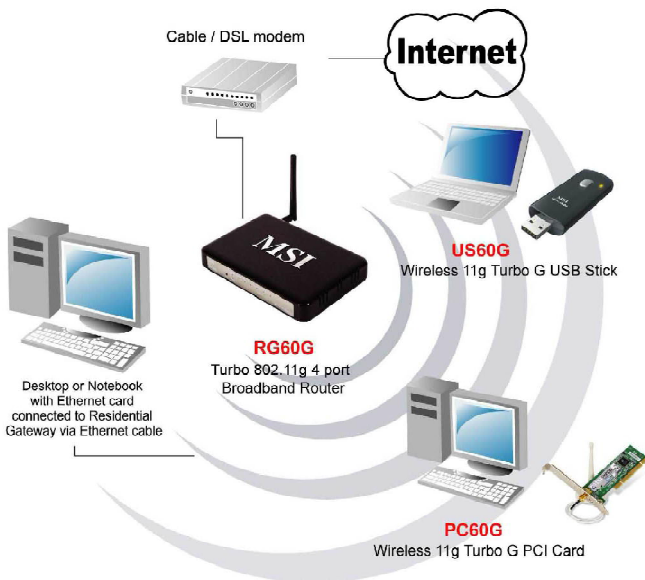 Cable / DSL modem
Internet
MSI
MSI
US60G
Wireless 11g Turbo G USB Stick
RG60G
Turbo 802.11g 4 port
Broadband Router
Desktop or Notebook
with Ethernet card
connected to Residential
Gateway via Ethernet cable
PC60G
Wireless 11g Turbo G PCI Card